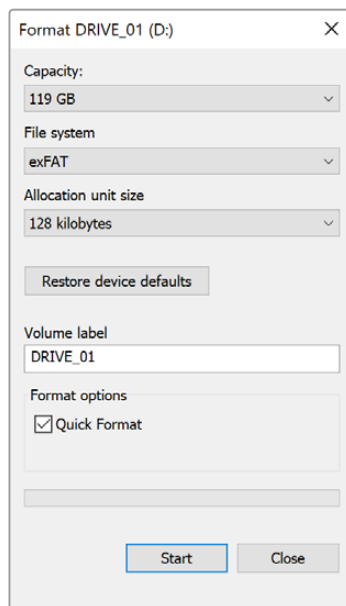 Format DRIVE_01 (D:)
Capacity:
119 GB
File system
exFAT
Allocation unit size
128 kilobytes
Restore device defaults
Volume label
DRIVE_01
Format options
Quick Format
Start Close